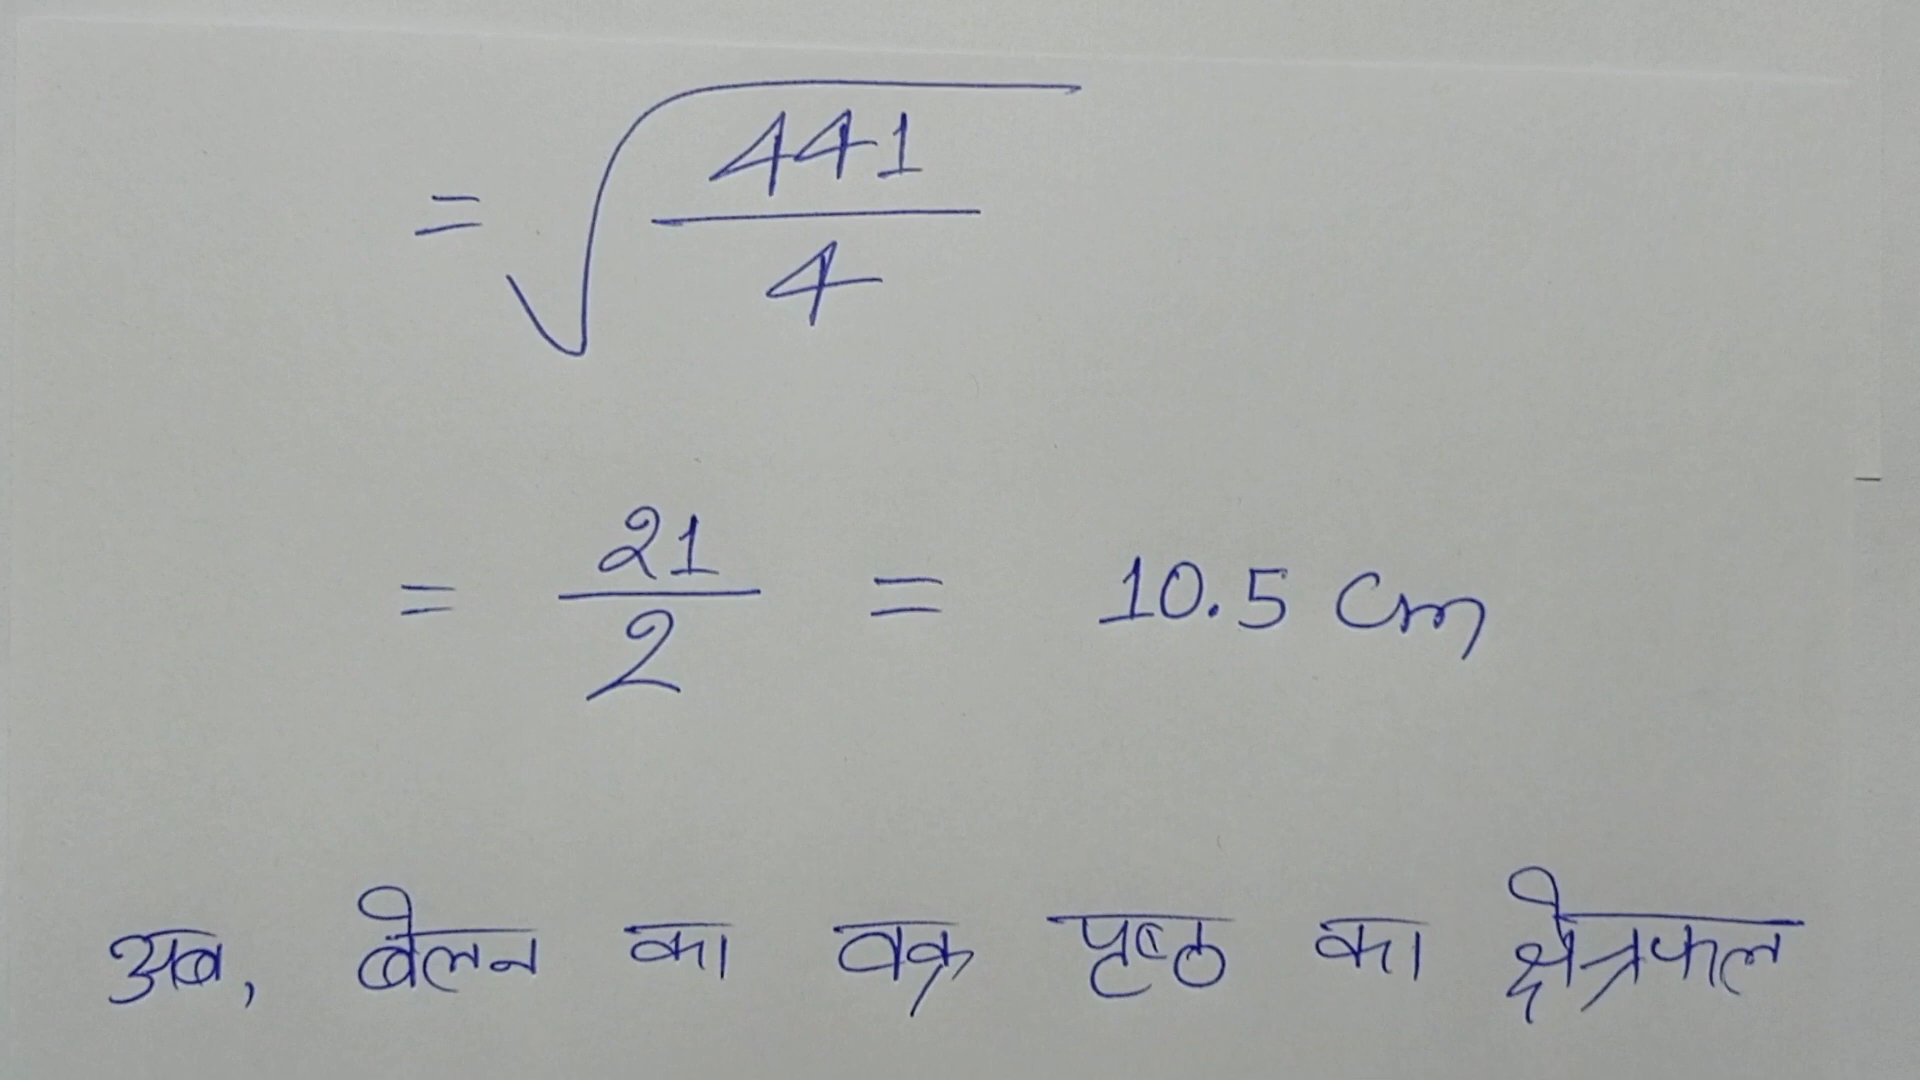 = √(441/4)
= 21/2 = 10.5 cm
अब, बेलन का वक्र पृष्ठ का क्षेत्रफल